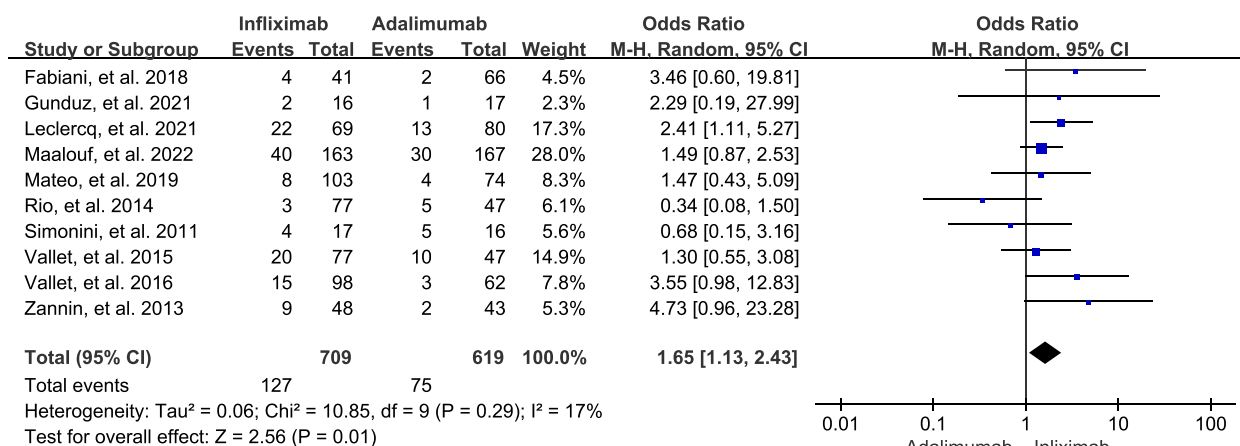 Infliximab Adalimumab Odds Ratio Odds Ratio
Study or Subgroup Events Total Events Total Weight M-H, Random, 95% CI M-H, Random, 95% CI
Fabiani, et al. 2018 4 41 2 66 4.5% 3.46 [0.60, 19.81]
Gunduz, et al. 2021 2 16 1 17 2.3% 2.29 [0.19, 27.99]
Leclercq, et al. 2021 22 69 13 80 17.3% 2.41 [1.11, 5.27]
Maalouf, et al. 2022 40 163 30 167 28.0% 1.49 [0.87, 2.53]
Mateo, et al. 2019 8 103 4 74 8.3% 1.47 [0.43, 5.09]
Rio, et al. 2014 3 77 5 47 6.1% 0.34 [0.08, 1.50]
Simonini, et al. 2011 4 17 5 16 5.6% 0.68 [0.15, 3.16]
Vallet, et al. 2015 20 77 10 47 14.9% 1.30 [0.55, 3.08]
Vallet, et al. 2016 15 98 3 62 7.8% 3.55 [0.98, 12.83]
Zannin, et al. 2013 9 48 2 43 5.3% 4.73 [0.96, 23.28]
Total (95% CI) 709 619 100.0% 1.65 [1.13, 2.43]
Total events 127 75
Heterogeneity: Tau² = 0.06; Chi² = 10.85, df = 9 (P = 0.29); I² = 17%
0.01 0.1 1 10 100
Test for overall effect: Z = 2.56 (P = 0.01)
Adalimumab Inliximab